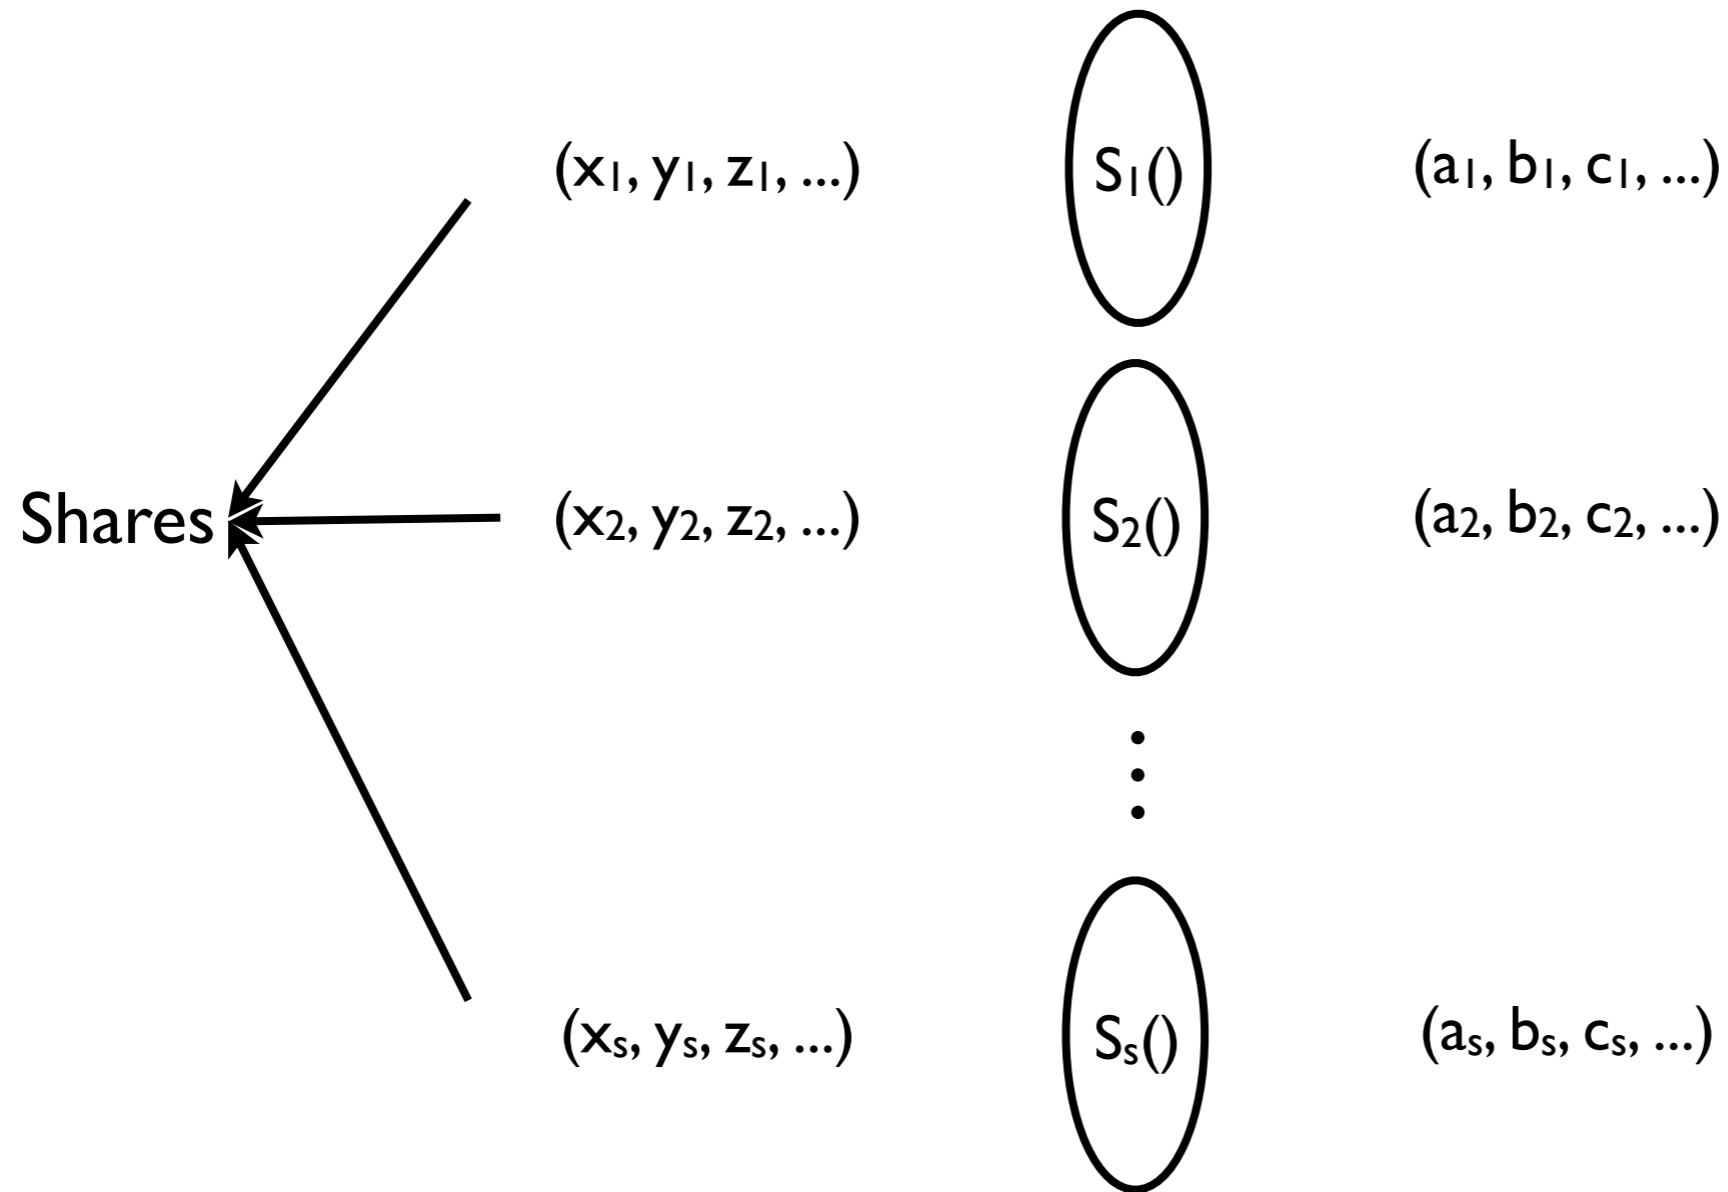 (x₁, y₁, z₁, ...) S₁() (a₁, b₁, c₁, ...)
Shares (x₂, y₂, z₂, ...) S₂() (a₂, b₂, c₂, ...)
(xₛ, yₛ, zₛ, ...) Sₛ() (aₛ, bₛ, cₛ, ...)